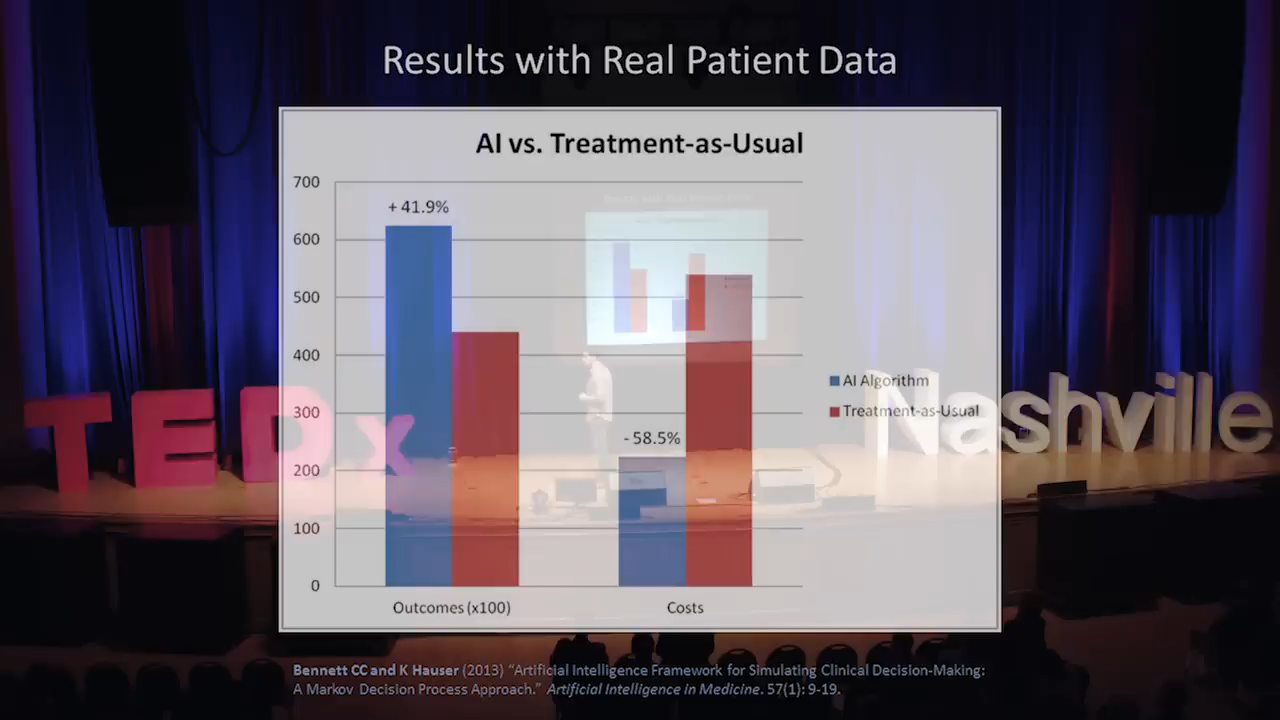 Results with Real Patient Data
AI vs. Treatment-as-Usual
700
600
500
400
300
200
100
0
+ 41.9%
- 58.5%
Outcomes (x100)
Costs
AI Algorithm
Treatment-as-Usual
TEDx
Nashville
Bennett CC and K Hauser (2013) “Artificial Intelligence Framework for Simulating Clinical Decision-Making:
A Markov Decision Process Approach.” Artificial Intelligence in Medicine. 57(1): 9-19.